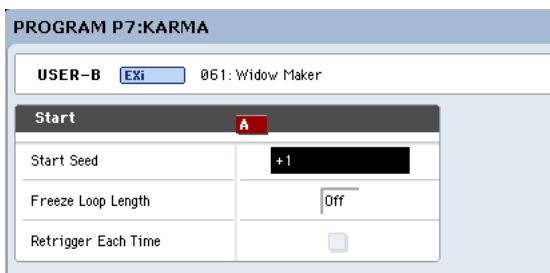 PROGRAM P7:KARMA
USER-B EXi 061: Widow Maker
Start A
Start Seed +1
Freeze Loop Length Off
Retrigger Each Time